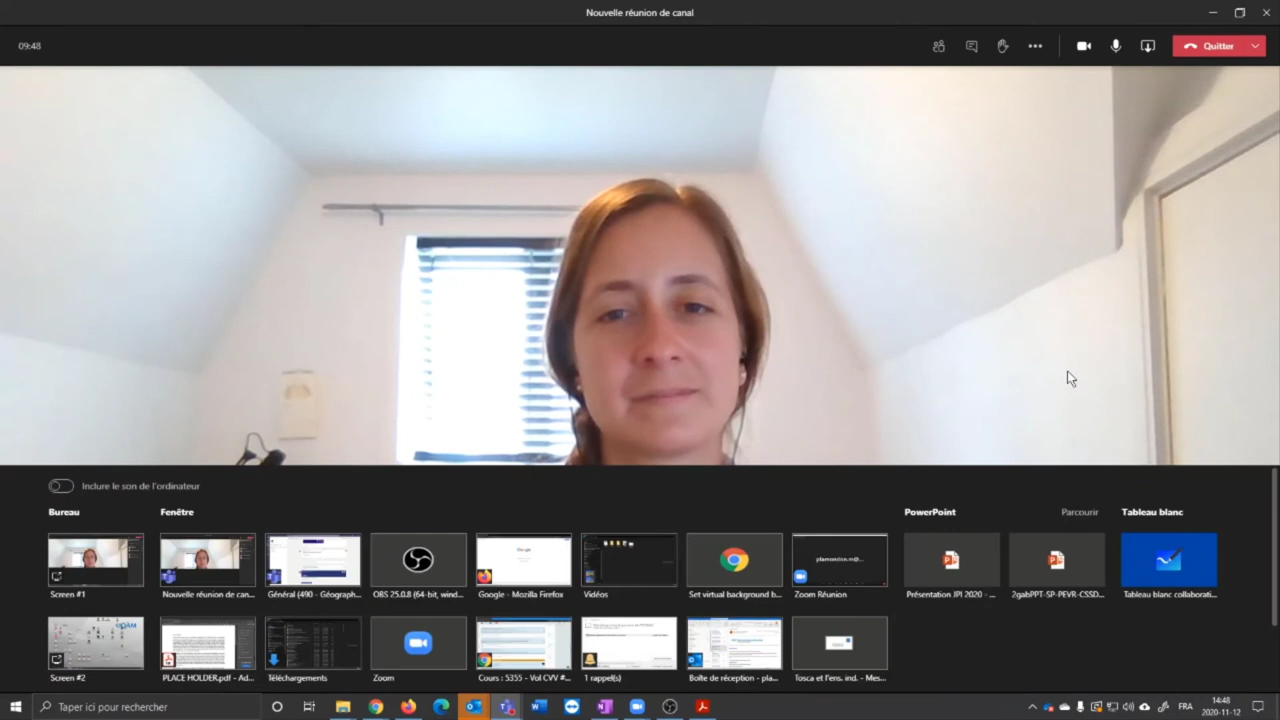 Nouvelle réunion de canal
09:48
Quitter
Inclure le son de l'ordinateur
Bureau
Fenêtre
PowerPoint
Parcourir
Tableau blanc
Screen #1
Nouvelle réunion de can...
Général (490 - Géograph...
OBS 25.0.8 (64-bit, wind...
Google - Mozilla Firefox
Vidéos
Set virtual background b...
Zoom Réunion
Présentation JPI 2020 - ...
2gabPPT-SP-PEVR-CSSD...
Tableau blanc collaborati...
Screen #2
PLACE HOLDER.pdf - Ad...
Téléchargements
Zoom
Cours : 5355 - Vol CVV #...
1 rappel(s)
Boîte de réception - pla...
Tosca et l'ens. ind. - Mes...
Taper ici pour rechercher
FRA
14:48
2020-11-12